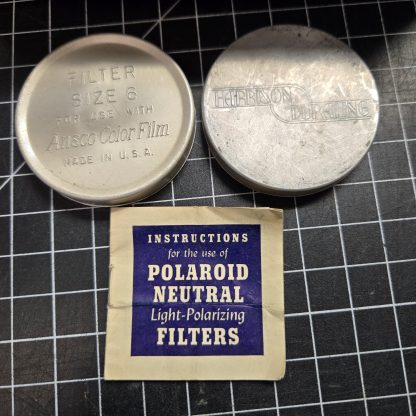 FILTER
SIZE 6
FOR USE WITH
Ansco Color Film
MADE IN U.S.A.
HARRISON
DURALINE
INSTRUCTIONS
for the use of
POLAROID
NEUTRAL
Light-Polarizing
FILTERS